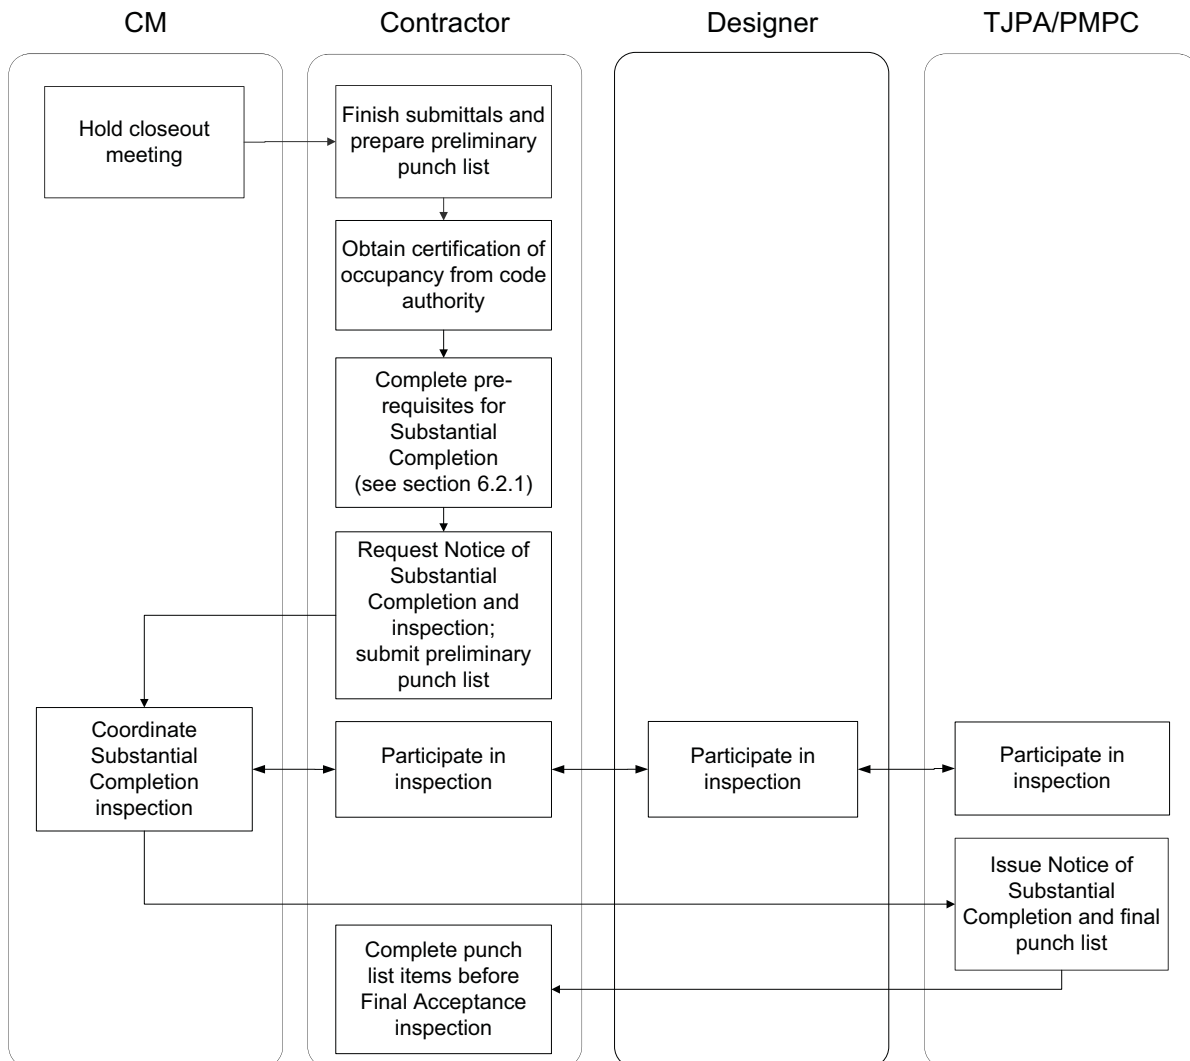 CM
Contractor
Designer
TJPA/PMPC
Hold closeout
meeting
Finish submittals and
prepare preliminary
punch list
Obtain certification of
occupancy from code
authority
Complete pre-
requisites for
Substantial
Completion
(see section 6.2.1)
Request Notice of
Substantial
Completion and
inspection;
submit preliminary
punch list
Coordinate
Substantial
Completion
inspection
Participate in
inspection
Participate in
inspection
Participate in
inspection
Issue Notice of
Substantial
Completion and final
punch list
Complete punch
list items before
Final Acceptance
inspection